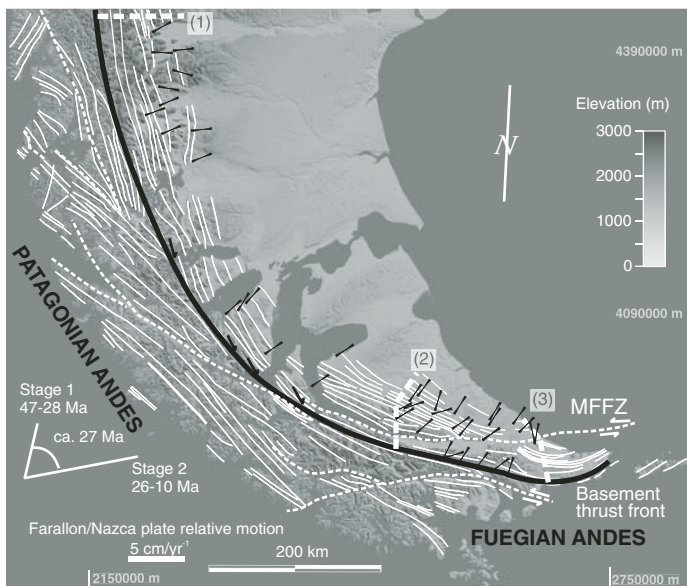 (1)
4390000 m
Elevation (m)
3000
2000
1000
0
N
4090000 m
PATAGONIAN ANDES
(2)
(3)
MFFZ
Stage 1
47-28 Ma
ca. 27 Ma
Stage 2
26-10 Ma
Basement
thrust front
Farallon/Nazca plate relative motion
5 cm/yr-1
200 km
FUEGIAN ANDES
2150000 m
2750000 m